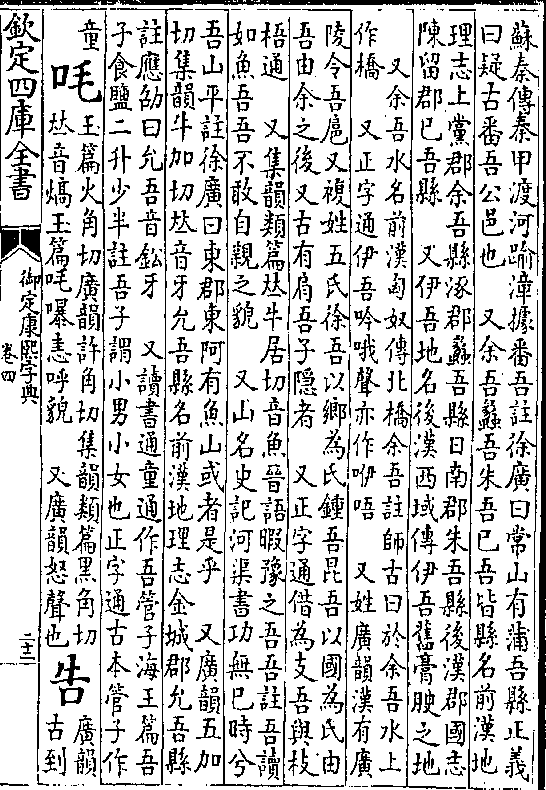 蘇秦傳秦甲渡河踰漳據番吾註徐廣曰常山有蒲吾縣正義
曰疑古番吾公邑也　又余吾蠡吾朱吾巳吾皆縣名前漢地
理志上黨郡余吾縣涿郡蠡吾縣日南郡朱吾縣後漢郡國志
陳留郡巳吾縣　又伊吾地名後漢西域傳伊吾舊膏腴之地
又余吾水名前漢匈奴傳北橋余吾註師古曰於余吾水上
作橋　又正字通伊吾吟哦聲亦作咿唔　又姓廣韻漢有廣
陵令吾扈又複姓五氏徐吾以鄉為氏鍾吾昆吾以國為氏由
吾由余之後又古有肩吾子隱者　又正字通借為支吾與枝
梧通　又集韻類篇𠀤牛居切音魚晉語暇豫之吾吾註吾讀
如魚吾吾不敢自親之貌　又山名史記河渠書功無已時兮
吾山平註徐廣曰東郡東阿有魚山或者是乎　又廣韻五加
切集韻牛加切𠀤音牙允吾縣名前漢地理志金城郡允吾縣
註應劭曰允吾音鈆牙　又讀書通童通作吾管子海王篇吾
子食鹽二升少半註吾子謂小男小女也正字通古本管子作
童　吒 玉篇火角切廣韻許角切集韻類篇黑角切
𠀤音熇玉篇吒嗥恚呼貌　又廣韻怒聲也　告 廣韻
古到
欽定四庫全書
御定康熙字典
卷四
二十二